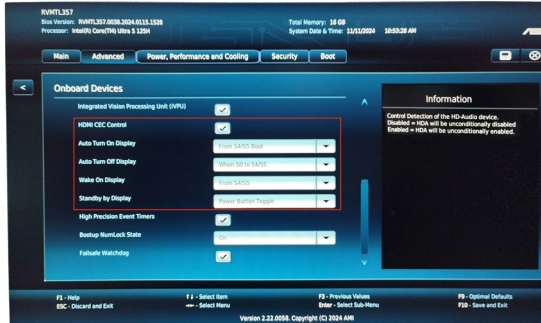 RVMTL357
Bios Version: RVMTL357.0038.2024.0115.1526
Processor: Intel(R) Core(TM) Ultra 5 125H
Total Memory: 16 GB
System Date & Time: 11/11/2024 10:53:28 AM
Main
Advanced
Power, Performance and Cooling
Security
Boot
<
Onboard Devices
Integrated Vision Processing Unit (IVPU)
HDMI CEC Control
Auto Turn On Display
From S4/S5 Boot
Auto Turn Off Display
When S0 to S4/S5
Wake On Display
From S4/S5
Standby by Display
Power Button Toggle
High Precision Event Timers
Bootup NumLock State
On
Failsafe Watchdog
Information
Control Detection of the HD-Audio device.
Disabled = HDA will be unconditionally disabled
Enabled = HDA will be unconditionally enabled.
F1 - Help
ESC - Discard and Exit
- Select Item
- Select Menu
F3 - Previous Values
Enter - Select Sub-Menu
F9 - Optimal Defaults
F10 - Save and Exit
Version 2.22.0058. Copyright (C) 2024 AMI